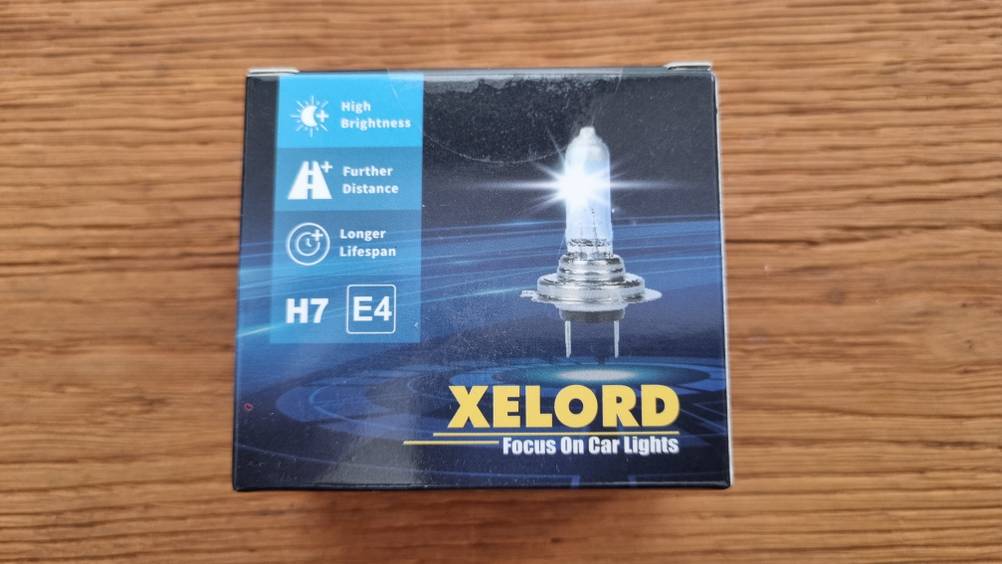 High
Brightness
Further
Distance
Longer
Lifespan
H7 E4
XELORD
Focus On Car Lights